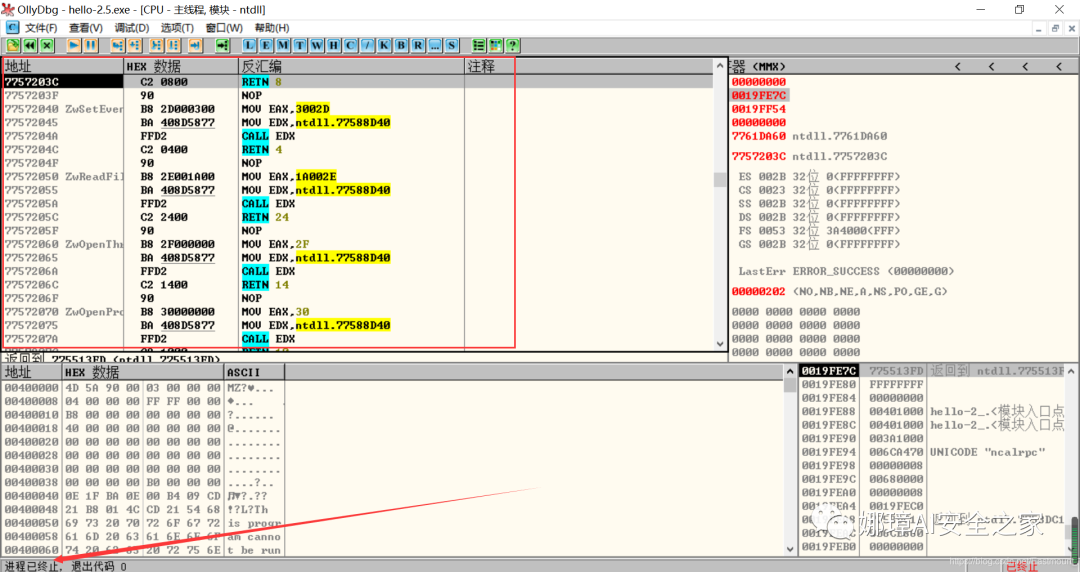 OllyDbg - hello-2.5.exe - [CPU - 主线程, 模块 - ntdll]
文件(F) 查看(V) 调试(D) 选项(T) 窗口(W) 帮助(H)
L E M T W H C / K B R ... S
地址 HEX 数据 反汇编 注释
7757203C C2 0800 RETN 8
7757203F 90 NOP
77572040 ZwSetEver B8 2D000300 MOV EAX,3002D
77572045 BA 408D5877 MOV EDX,ntdll.77588D40
7757204A FFD2 CALL EDX
7757204C C2 0400 RETN 4
7757204F 90 NOP
77572050 ZwReadFil B8 2E001A00 MOV EAX,1A002E
77572055 BA 408D5877 MOV EDX,ntdll.77588D40
7757205A FFD2 CALL EDX
7757205C C2 2400 RETN 24
7757205F 90 NOP
77572060 ZwOpenThr B8 2F000000 MOV EAX,2F
77572065 BA 408D5877 MOV EDX,ntdll.77588D40
7757206A FFD2 CALL EDX
7757206C C2 1400 RETN 14
7757206F 90 NOP
77572070 ZwOpenPro B8 30000000 MOV EAX,30
77572075 BA 408D5877 MOV EDX,ntdll.77588D40
7757207A FFD2 CALL EDX
返回到 775513FD (ntdll.775513FD)
器 (MMX) < < < <
00000000
0019FE7C
0019FF54
00000000
7761DA60 ntdll.7761DA60
7757203C ntdll.7757203C
ES 002B 32位 0(FFFFFFFF)
CS 0023 32位 0(FFFFFFFF)
SS 002B 32位 0(FFFFFFFF)
DS 002B 32位 0(FFFFFFFF)
FS 0053 32位 3A4000(FFF)
GS 002B 32位 0(FFFFFFFF)
LastErr ERROR_SUCCESS (00000000)
00000202 (NO,NB,NE,A,NS,PO,GE,G)
0000 0000 0000 0000
0000 0000 0000 0000
0000 0000 0000 0000
0000 0000 0000 0000
地址 HEX 数据 ASCII
00400000 4D 5A 90 00 03 00 00 00 MZ?♥...
00400008 04 00 00 00 FF FF 00 00 ♦...
00400010 B8 00 00 00 00 00 00 00 ?......
00400018 40 00 00 00 00 00 00 00 @.......
00400020 00 00 00 00 00 00 00 00 ........
00400028 00 00 00 00 00 00 00 00 ........
00400030 00 00 00 00 00 00 00 00 ........
00400038 00 00 00 00 B0 00 00 00 ....?..
00400040 0E 1F BA 0E 00 B4 09 CD ♫▼?.??
00400048 21 B8 01 4C CD 21 54 68 !?L?Th
00400050 69 73 20 70 72 6F 67 72 is progr
00400058 61 6D 20 63 61 6E 6E 6F am canno
00400060 74 20 62 65 20 72 75 6E t be run
0019FE7C 775513FD 返回到 ntdll.775513F
0019FE80 FFFFFFFF
0019FE84 00000000
0019FE88 00401000 hello-2_.<模块入口点
0019FE8C 00401000 hello-2_.<模块入口点
0019FE90 003A1000
0019FE94 006CA470 UNICODE "ncalrpc"
0019FE98 00000008
0019FE9C 00680000
0019FEA0 00000008
0019FEA4 0019FEC0
0019FEB0 00000000
进程已终止, 退出代码 0
已终止